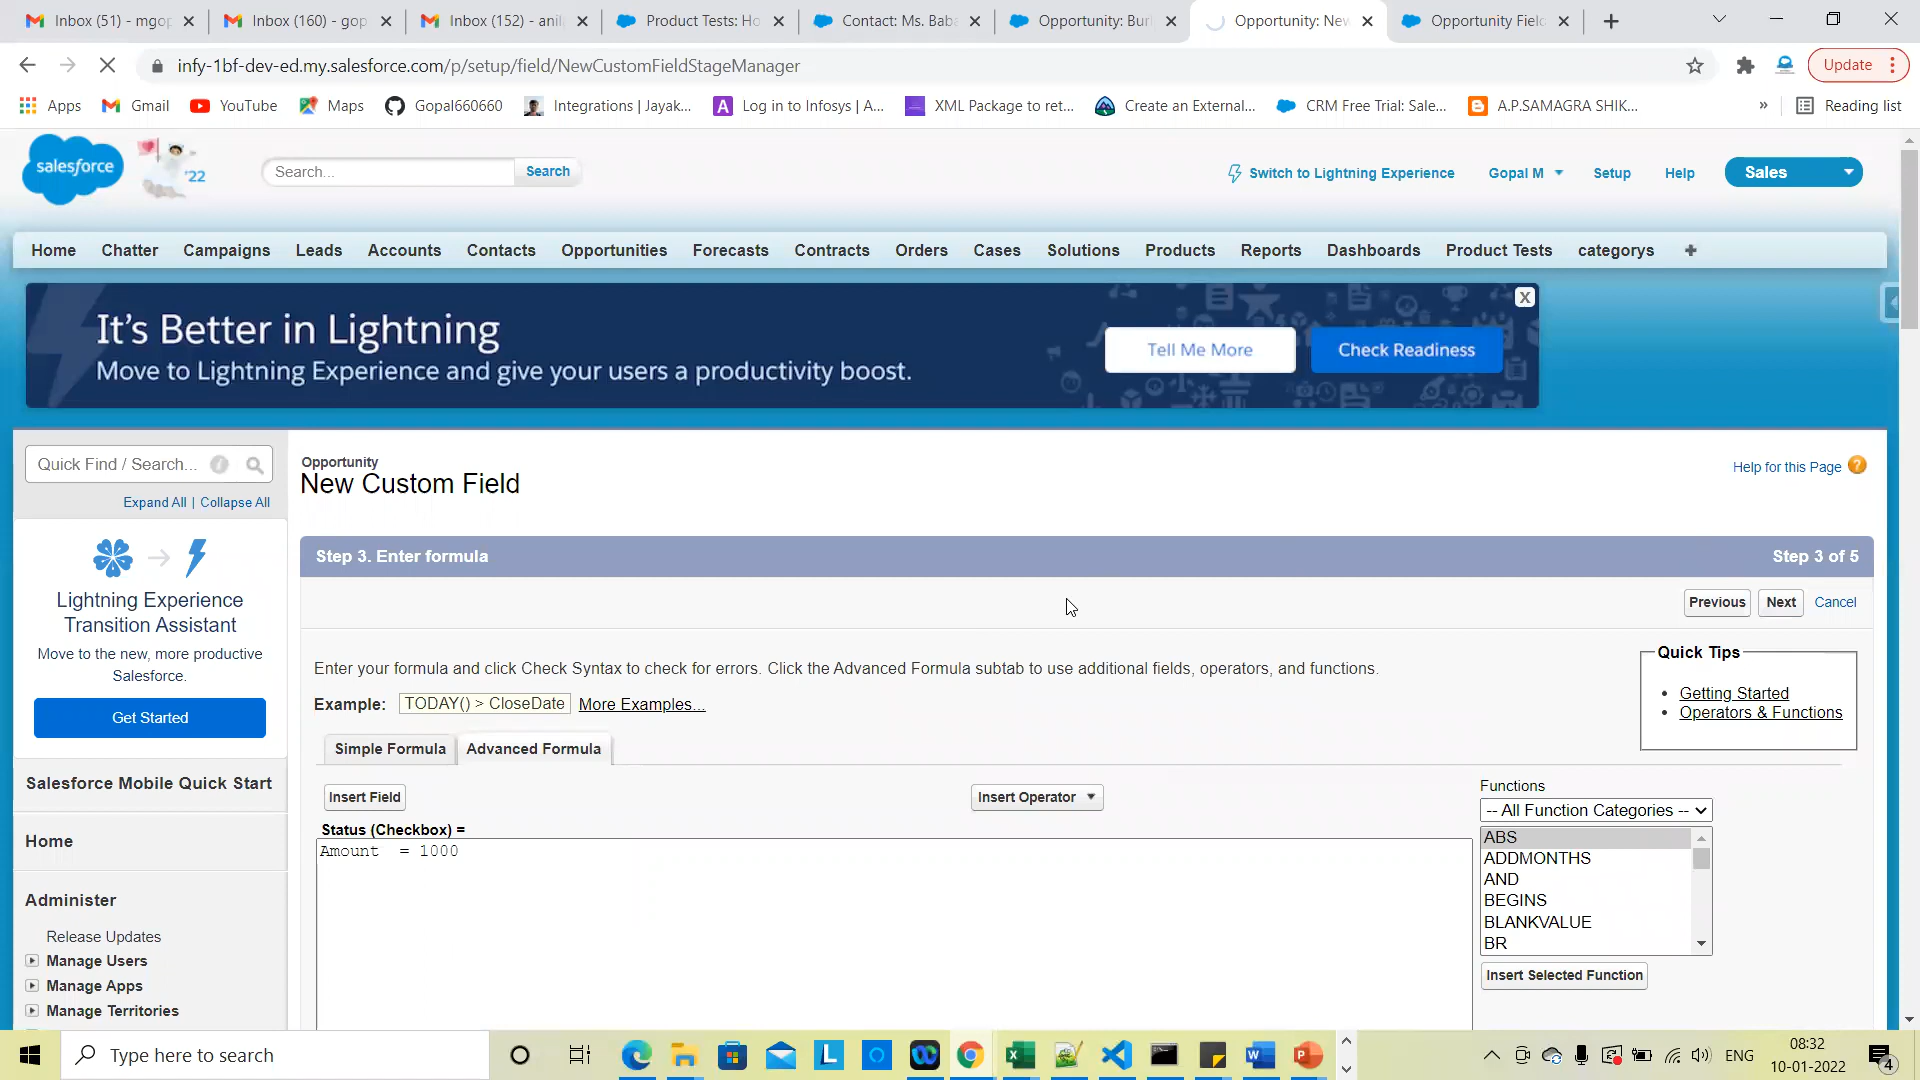 Inbox (51) - mgop
Inbox (160) - gop
Inbox (152) - anil
Product Tests: Ho
Contact: Ms. Bab
Opportunity: Bur
Opportunity: New
Opportunity Field
infy-1bf-dev-ed.my.salesforce.com/p/setup/field/NewCustomFieldStageManager
Update
Apps
Gmail
YouTube
Maps
Gopal660060
Integrations | Jayak...
Log in to Infosys | A...
XML Package to ret...
Create an External...
CRM Free Trial: Sale...
A.P.SAMAGRA SHIK...
»
Reading list
salesforce
'22
Search...
Search
Switch to Lightning Experience
Gopal M
Setup
Help
Sales
Home
Chatter
Campaigns
Leads
Accounts
Contacts
Opportunities
Forecasts
Contracts
Orders
Cases
Solutions
Products
Reports
Dashboards
Product Tests
categorys
+
It's Better in Lightning
Move to Lightning Experience and give your users a productivity boost.
Tell Me More
Check Readiness
X
Quick Find / Search...
Expand All | Collapse All
Lightning Experience
Transition Assistant
Move to the new, more productive
Salesforce.
Get Started
Salesforce Mobile Quick Start
Home
Administer
Release Updates
Manage Users
Manage Apps
Manage Territories
Opportunity
New Custom Field
Help for this Page
Step 3. Enter formula
Step 3 of 5
Previous
Next
Cancel
Enter your formula and click Check Syntax to check for errors. Click the Advanced Formula subtab to use additional fields, operators, and functions.
Example: TODAY() > CloseDate More Examples...
Quick Tips
• Getting Started
• Operators & Functions
Simple Formula
Advanced Formula
Insert Field
Insert Operator
Functions
-- All Function Categories --
Status (Checkbox) =
Amount  = 1000
ABS
ADDMONTHS
AND
BEGINS
BLANKVALUE
BR
Insert Selected Function
Type here to search
ENG
08:32
10-01-2022
4